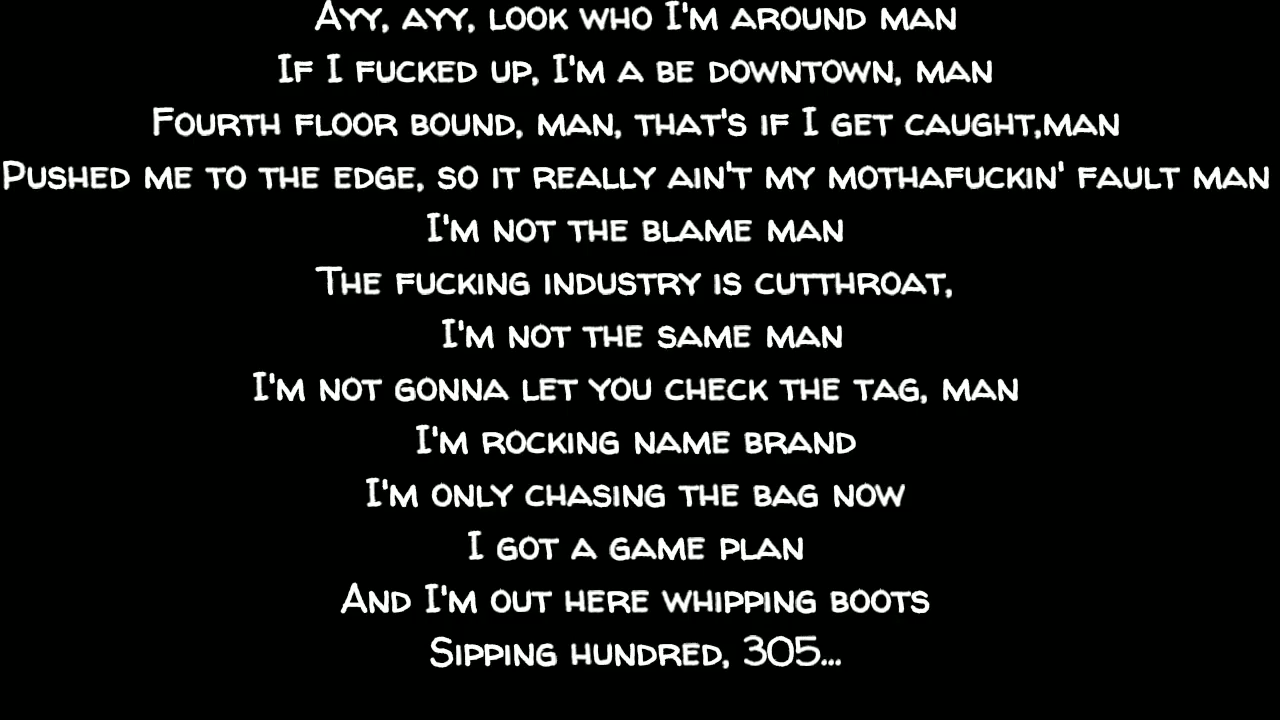 Ayy, ayy, look who I'm around man
If I fucked up, I'm a be downtown, man
Fourth floor bound, man, that's if I get caught,man
Pushed me to the edge, so it really ain't my mothafuckin' fault man
I'm not the blame man
The fucking industry is cutthroat,
I'm not the same man
I'm not gonna let you check the tag, man
I'm rocking name brand
I'm only chasing the bag now
I got a game plan
And I'm out here whipping boots
Sipping hundred, 305...